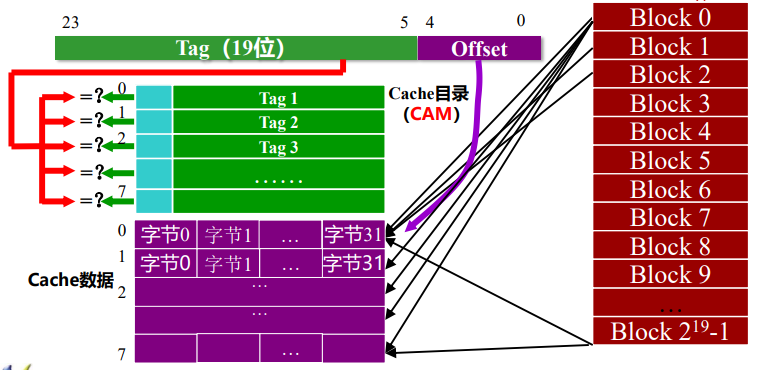 23 5 4 0
Tag（19位） Offset
Block 0
Block 1
Block 2
Block 3
Block 4
Block 5
Block 6
Block 7
Block 8
Block 9
…
Block 2¹⁹-1
Cache目录
（CAM）
=? 0 Tag 1
=? 1 Tag 2
=? 2 Tag 3
=? ……
=? 7
0 字节0 字节1 … 字节31
1 字节0 字节1 … 字节31
Cache数据
2 …
…
7 …